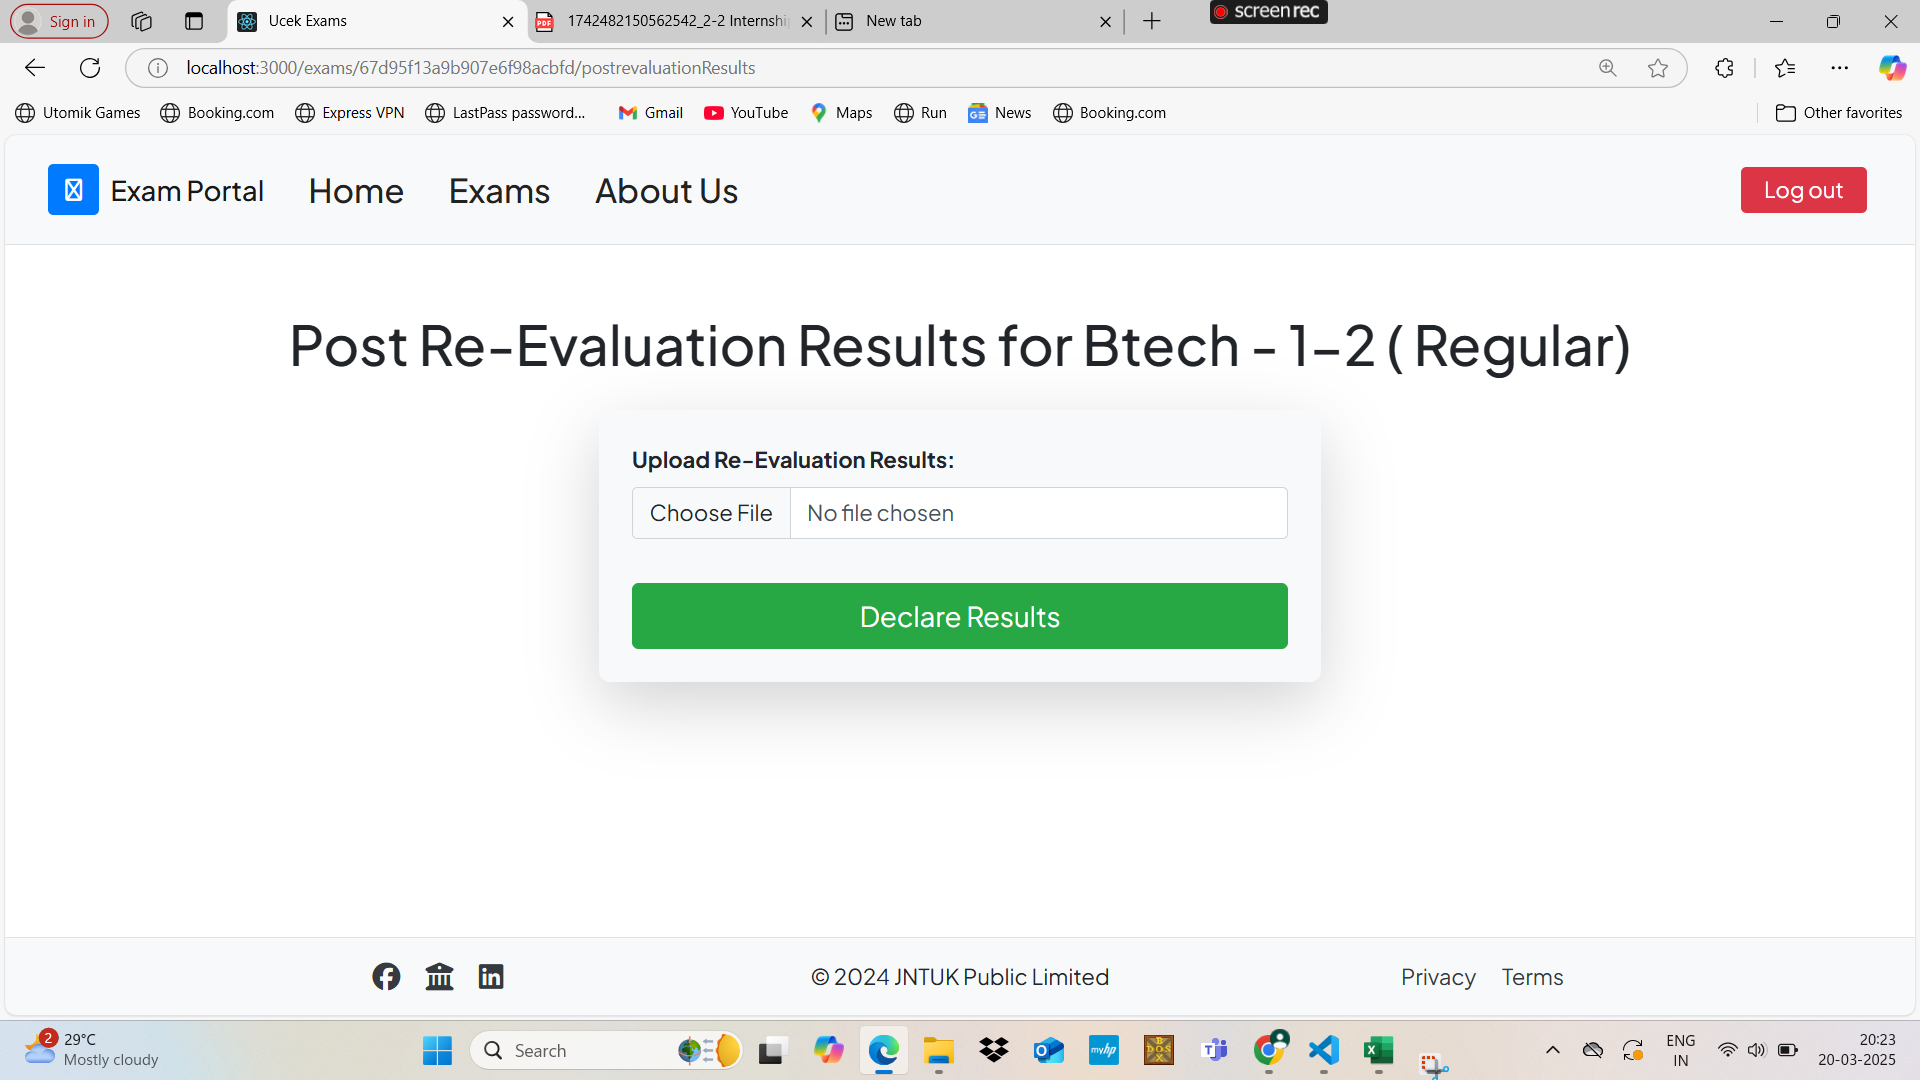 Sign in
Ucek Exams
1742482150562542_2-2 Internshi
New tab
screen rec
localhost:3000/exams/67d95f13a9b907e6f98acbfd/postrevaluationResults
Utomik Games
Booking.com
Express VPN
LastPass password...
Gmail
YouTube
Maps
Run
News
Booking.com
Other favorites
Exam Portal
Home
Exams
About Us
Log out
Post Re-Evaluation Results for Btech - 1-2 ( Regular)
Upload Re-Evaluation Results:
Choose File
No file chosen
Declare Results
© 2024 JNTUK Public Limited
Privacy
Terms
2
29°C
Mostly cloudy
Search
myhp
ENG
IN
20:23
20-03-2025